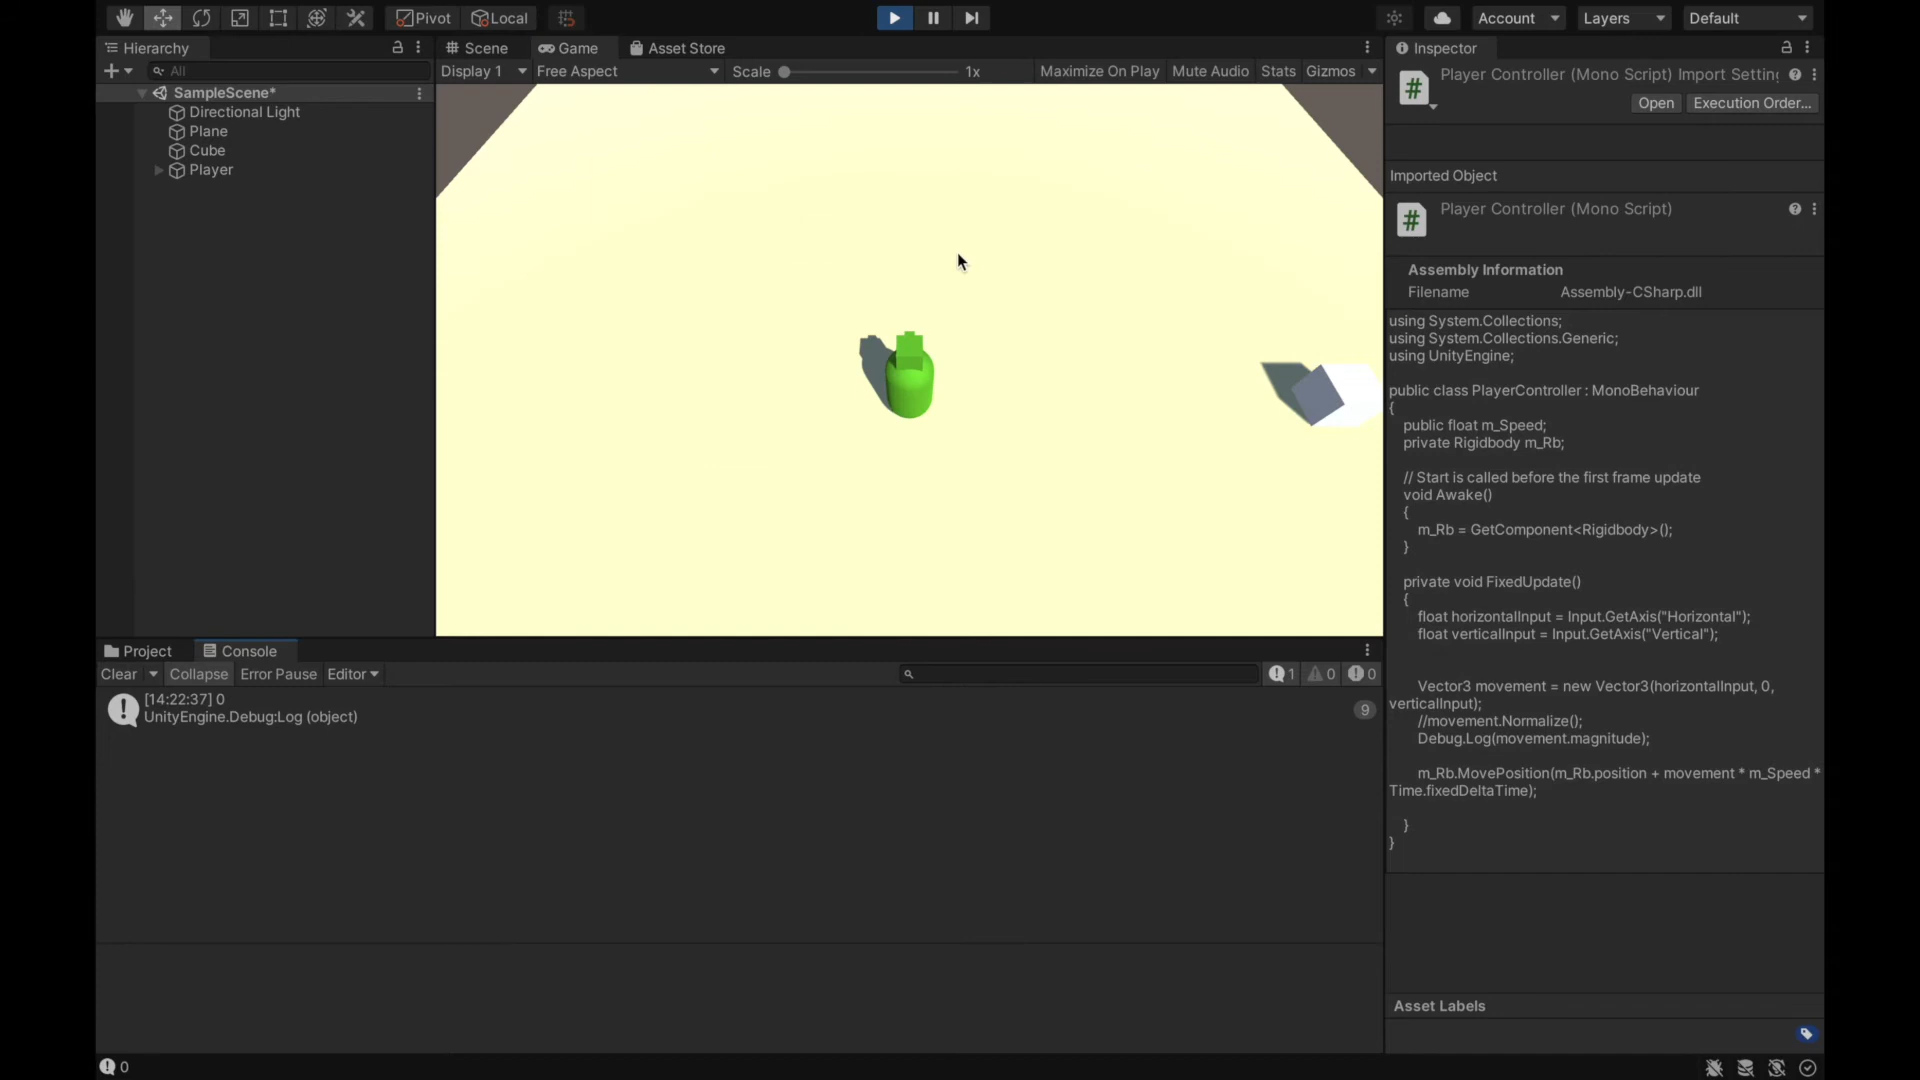 Pivot
Local
Account
Layers
Default
Hierarchy
Scene
Game
Asset Store
Inspector
All
Display 1
Free Aspect
Scale
1x
Maximize On Play
Mute Audio
Stats
Gizmos
Player Controller (Mono Script) Import Setting
Open
Execution Order...
SampleScene*
Directional Light
Plane
Cube
Player
Imported Object
Player Controller (Mono Script)
Assembly Information
Filename
Assembly-CSharp.dll
using System.Collections;
using System.Collections.Generic;
using UnityEngine;
public class PlayerController : MonoBehaviour
{
public float m_Speed;
private Rigidbody m_Rb;
// Start is called before the first frame update
void Awake()
{
m_Rb = GetComponent<Rigidbody>();
}
private void FixedUpdate()
{
float horizontalInput = Input.GetAxis("Horizontal");
float verticalInput = Input.GetAxis("Vertical");
Vector3 movement = new Vector3(horizontalInput, 0,
verticalInput);
//movement.Normalize();
Debug.Log(movement.magnitude);
m_Rb.MovePosition(m_Rb.position + movement * m_Speed *
Time.fixedDeltaTime);
}
}
Project
Console
Clear
Collapse
Error Pause
Editor
1
0
0
[14:22:37] 0
UnityEngine.Debug:Log (object)
9
Asset Labels
0